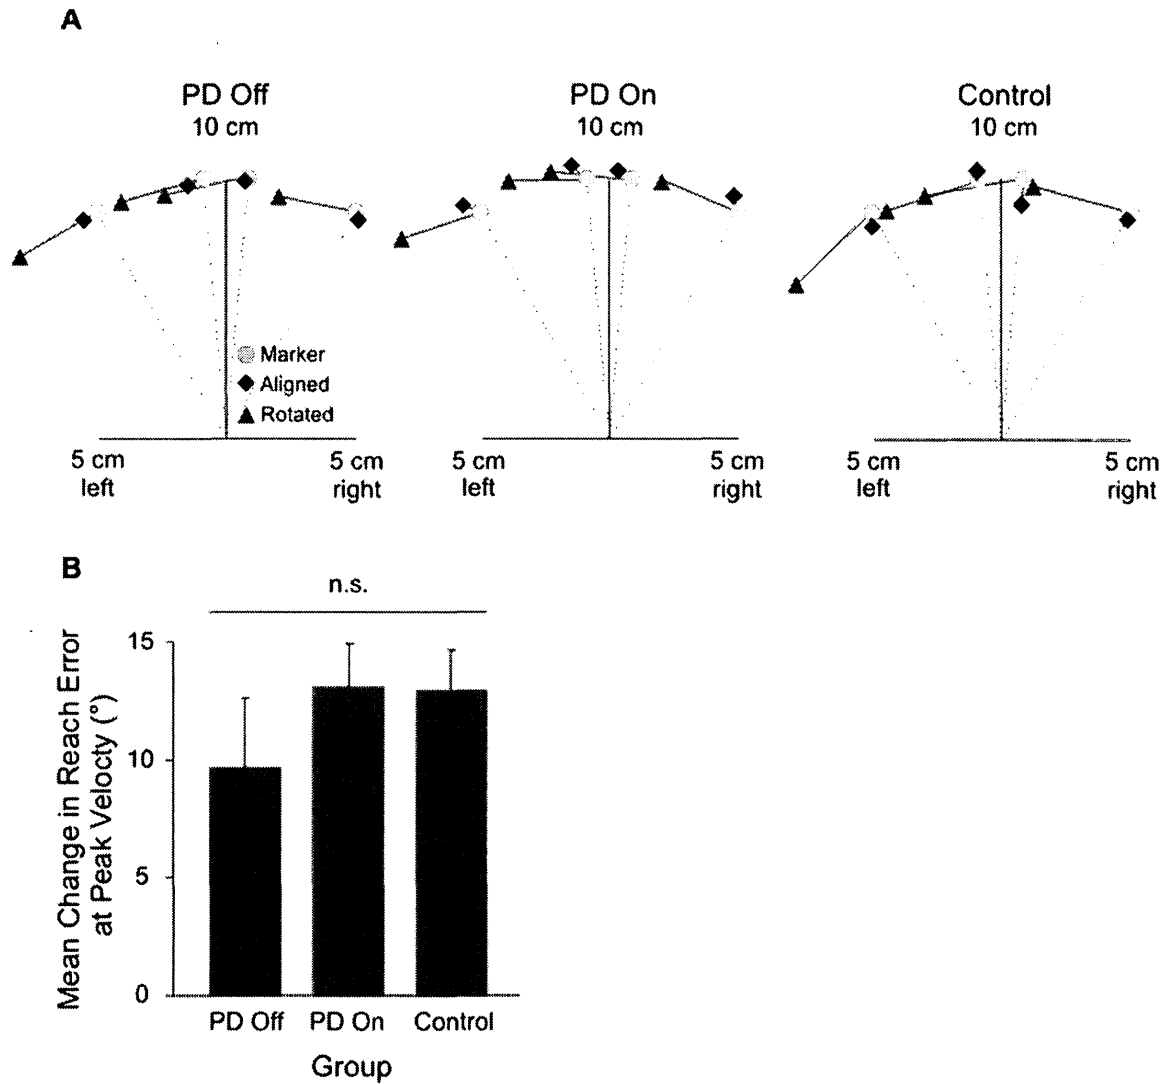 A
PD Off
10 cm
PD On
10 cm
Control
10 cm
Marker
Aligned
Rotated
5 cm
left
5 cm
right
5 cm
left
5 cm
right
5 cm
left
5 cm
right
B
n.s.
Mean Change in Reach Error
at Peak Velocty (°)
15
10
5
0
PD Off
PD On
Control
Group